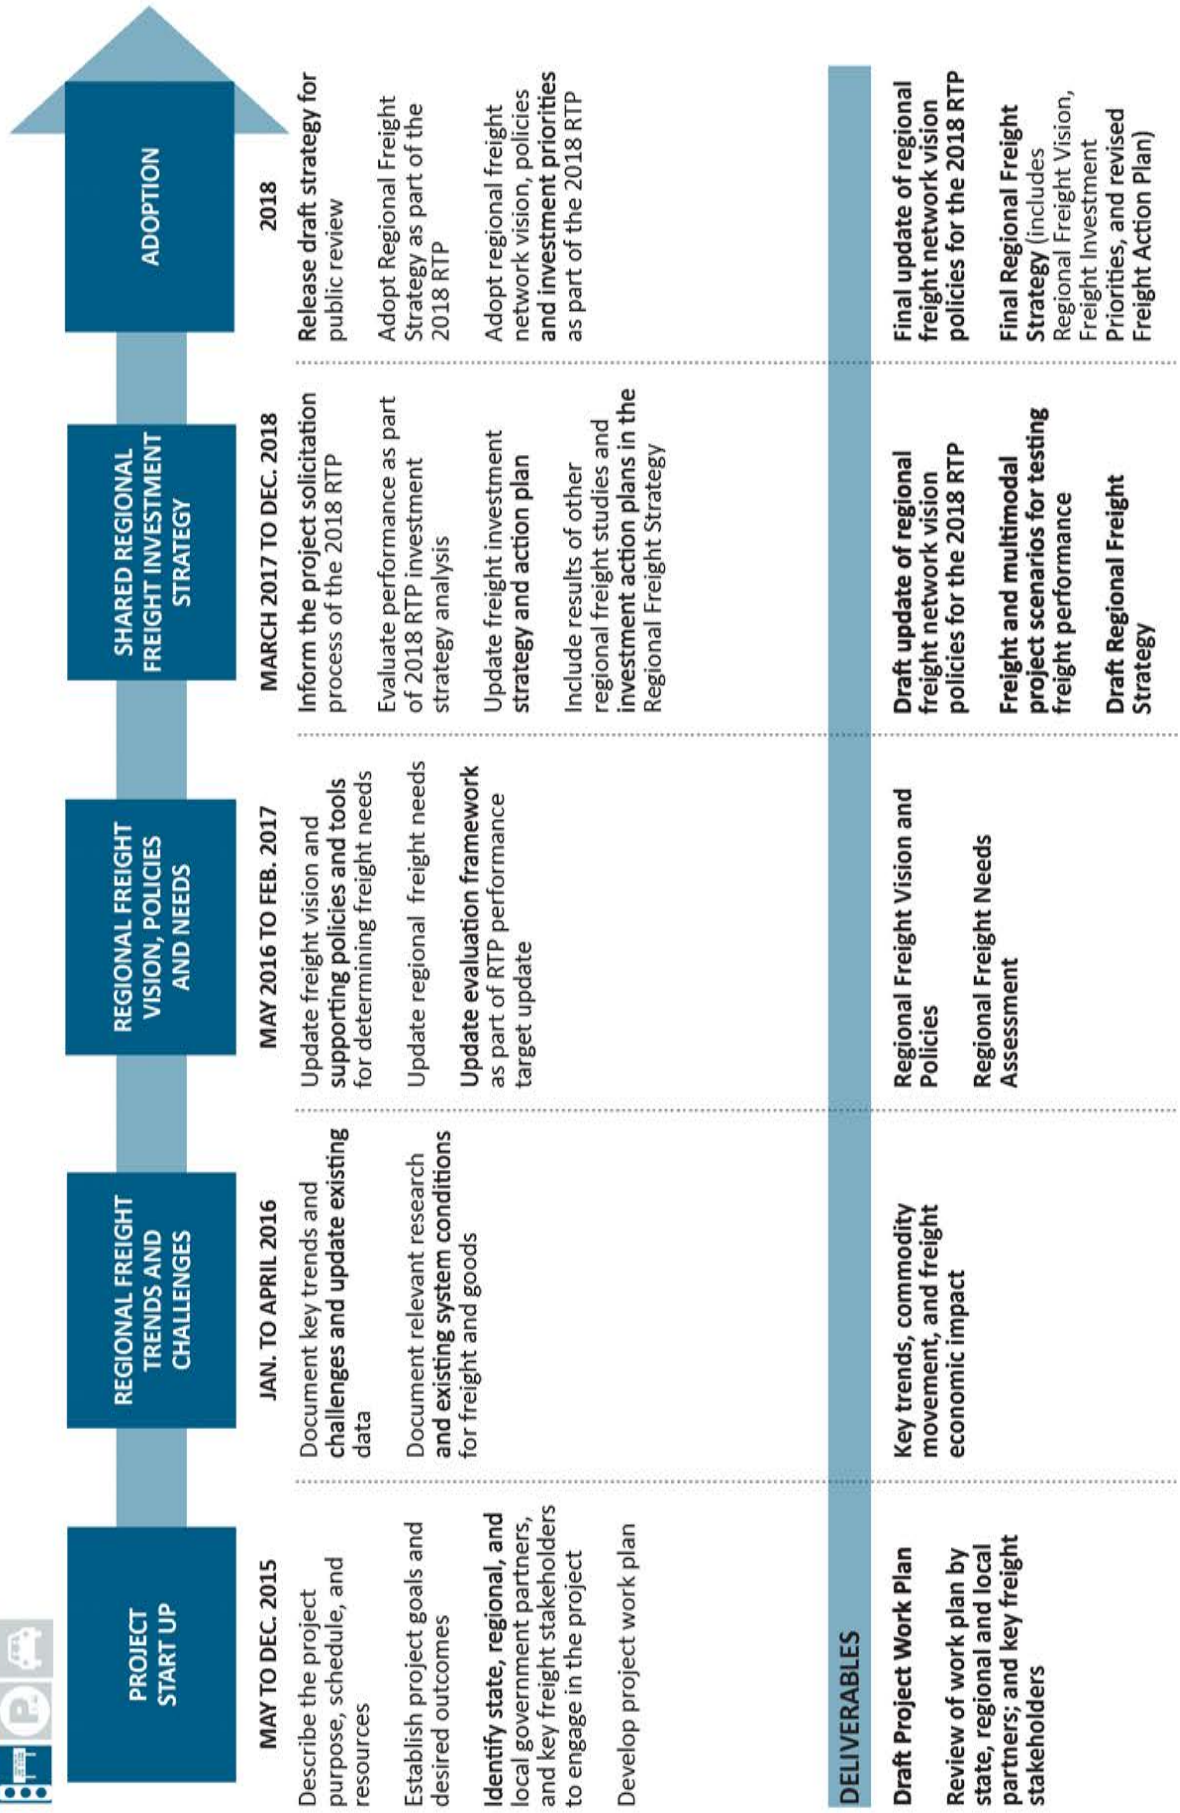 PROJECT
START UP
MAY TO DEC. 2015
Describe the project
purpose, schedule, and
resources
Establish project goals and
desired outcomes
Identify state, regional, and
local government partners,
and key freight stakeholders
to engage in the project
Develop project work plan
REGIONAL FREIGHT
TRENDS AND
CHALLENGES
JAN. TO APRIL 2016
Document key trends and
challenges and update existing
data
Document relevant research
and existing system conditions
for freight and goods
REGIONAL FREIGHT
VISION, POLICIES
AND NEEDS
MAY 2016 TO FEB. 2017
Update freight vision and
supporting policies and tools
for determining freight needs
Update regional freight needs
Update evaluation framework
as part of RTP performance
target update
SHARED REGIONAL
FREIGHT INVESTMENT
STRATEGY
MARCH 2017 TO DEC. 2018
Inform the project solicitation
process of the 2018 RTP
Evaluate performance as part
of 2018 RTP investment
strategy analysis
Update freight investment
strategy and action plan
Include results of other
regional freight studies and
investment action plans in the
Regional Freight Strategy
ADOPTION
2018
Release draft strategy for
public review
Adopt Regional Freight
Strategy as part of the
2018 RTP
Adopt regional freight
network vision, policies
and investment priorities
as part of the 2018 RTP
DELIVERABLES
Draft Project Work Plan
Review of work plan by
state, regional and local
partners; and key freight
stakeholders
Key trends, commodity
movement, and freight
economic impact
Regional Freight Vision and
Policies
Regional Freight Needs
Assessment
Draft update of regional
freight network vision
policies for the 2018 RTP
Freight and multimodal
project scenarios for testing
freight performance
Draft Regional Freight
Strategy
Final update of regional
freight network vision
policies for the 2018 RTP
Final Regional Freight
Strategy (includes
Regional Freight Vision,
Freight Investment
Priorities, and revised
Freight Action Plan)